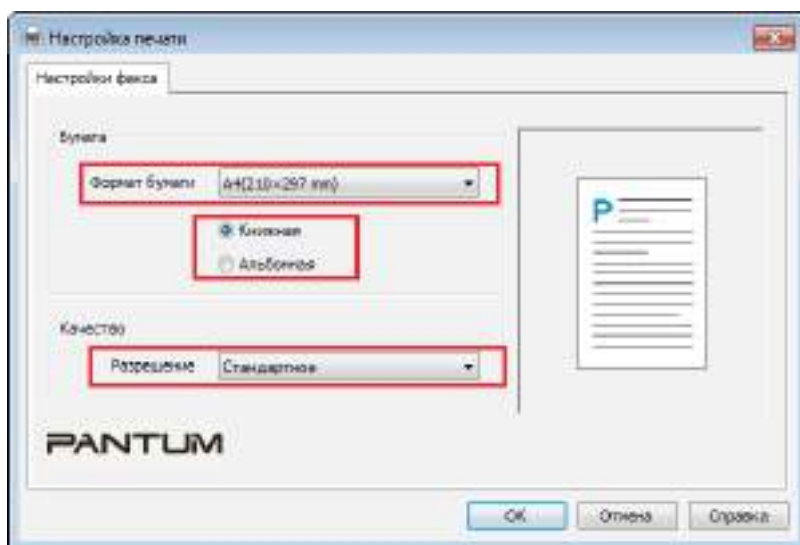 Настройка печати
Настройки факса
Бумага
Формат бумаги A4(210×297 mm)
Книжная
Альбомная
P
Качество
Разрешение Стандартное
PANTUM
OK Отмена Справка